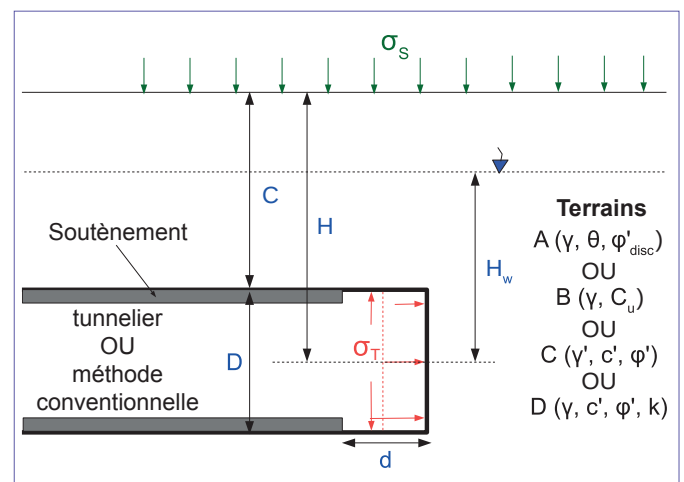 σS
C
H
Soutènement
Hw
Terrains
A (γ, θ, φ'disc)
OU
B (γ, Cu)
OU
C (γ', c', φ')
OU
D (γ, c', φ', k)
tunnelier
OU
méthode
conventionnelle
D
σT
d